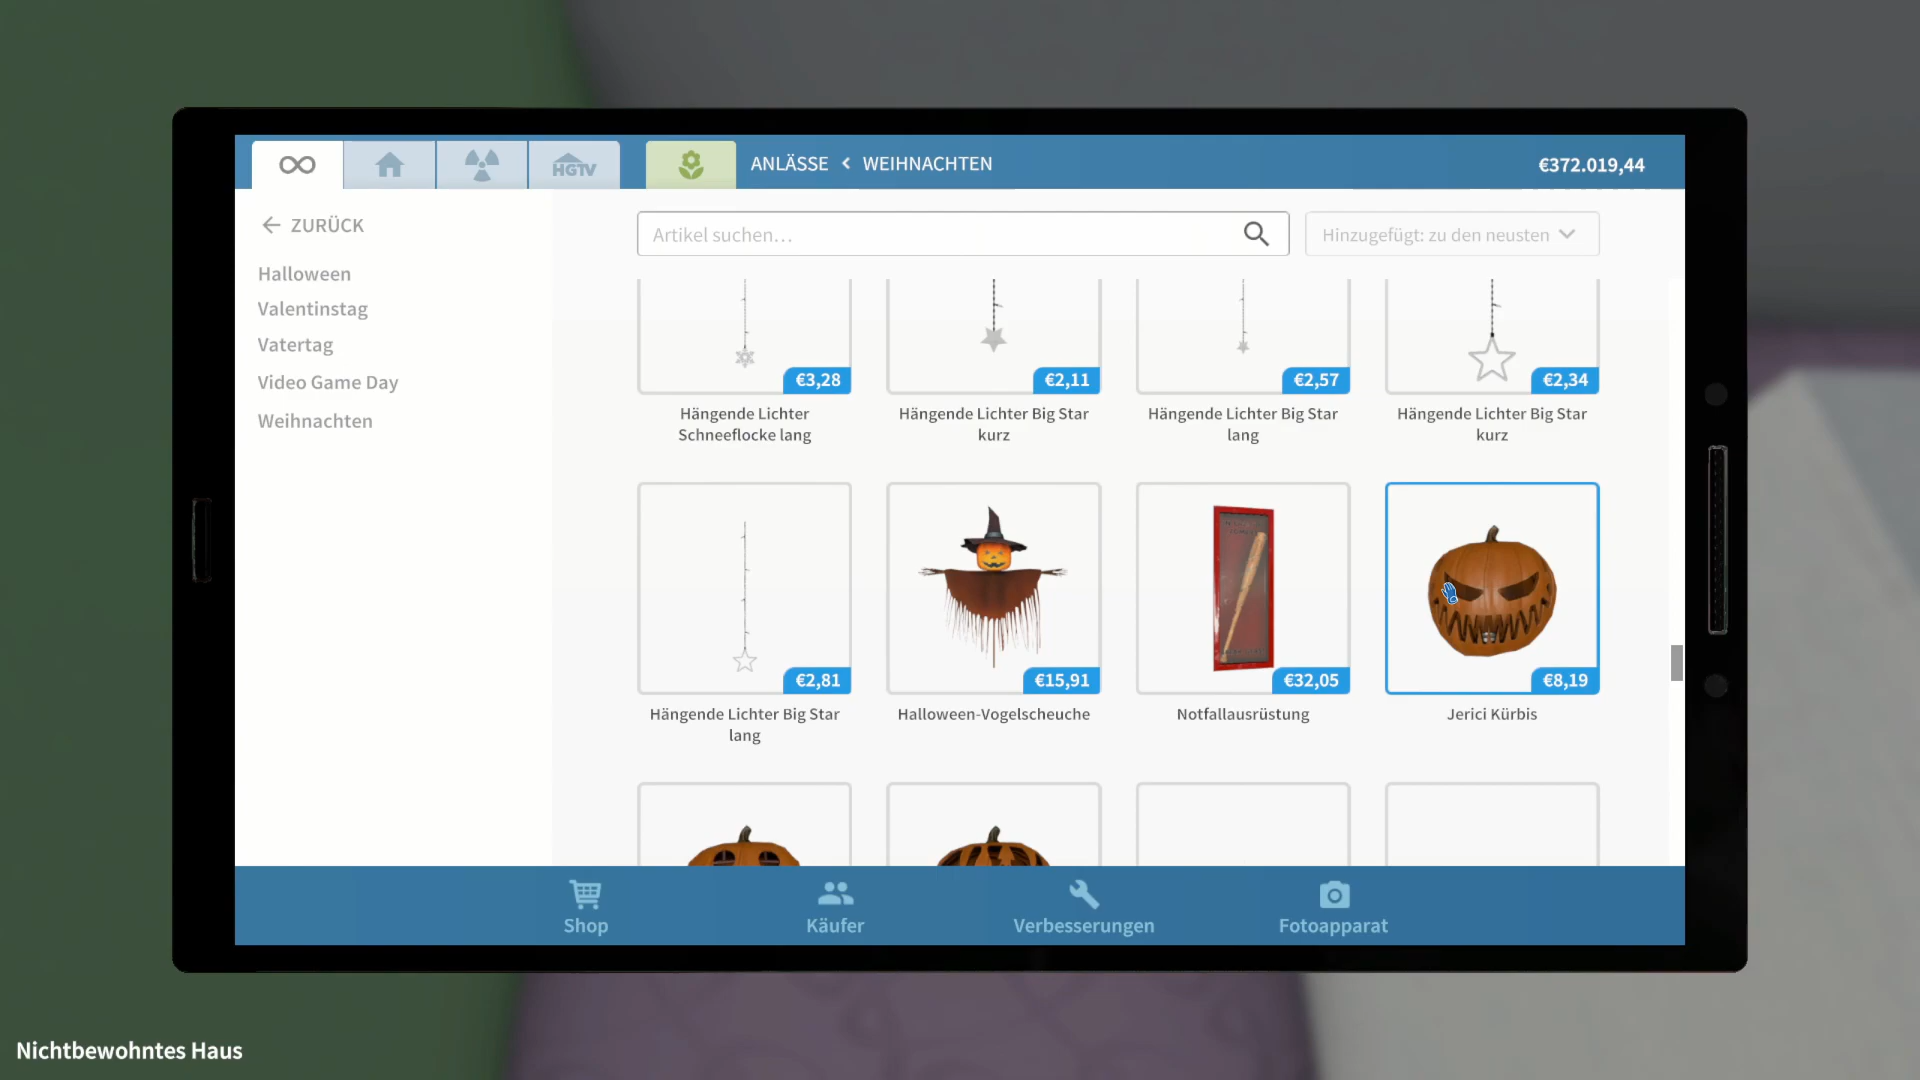 HGTV
ANLÄSSE < WEIHNACHTEN
€372.019,44
ZURÜCK
Halloween
Valentinstag
Vatertag
Video Game Day
Weihnachten
Artikel suchen...
Hinzugefügt: zu den neusten
€3,28
€2,11
€2,57
€2,34
Hängende Lichter
Schneeflocke lang
Hängende Lichter Big Star
kurz
Hängende Lichter Big Star
lang
Hängende Lichter Big Star
kurz
€2,81
€15,91
€32,05
€8,19
Hängende Lichter Big Star
lang
Halloween-Vogelscheuche
Notfallausrüstung
Jerici Kürbis
Shop
Käufer
Verbesserungen
Fotoapparat
Nichtbewohntes Haus